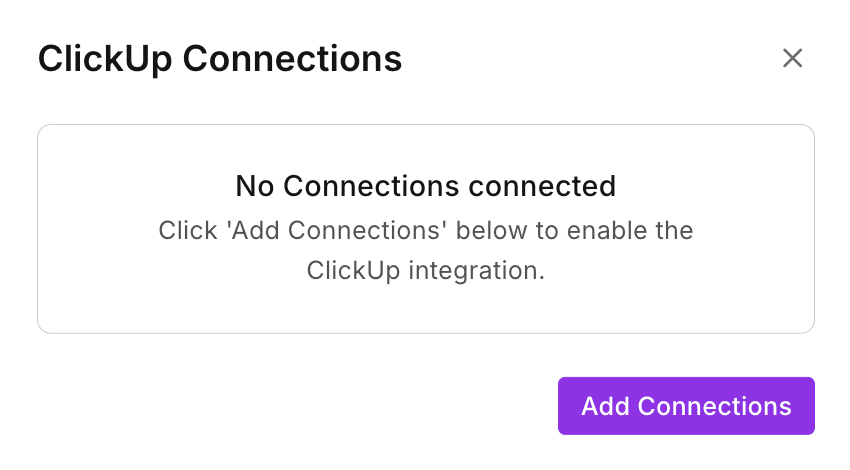 ClickUp Connections
No Connections connected
Click 'Add Connections' below to enable the
ClickUp integration.
Add Connections